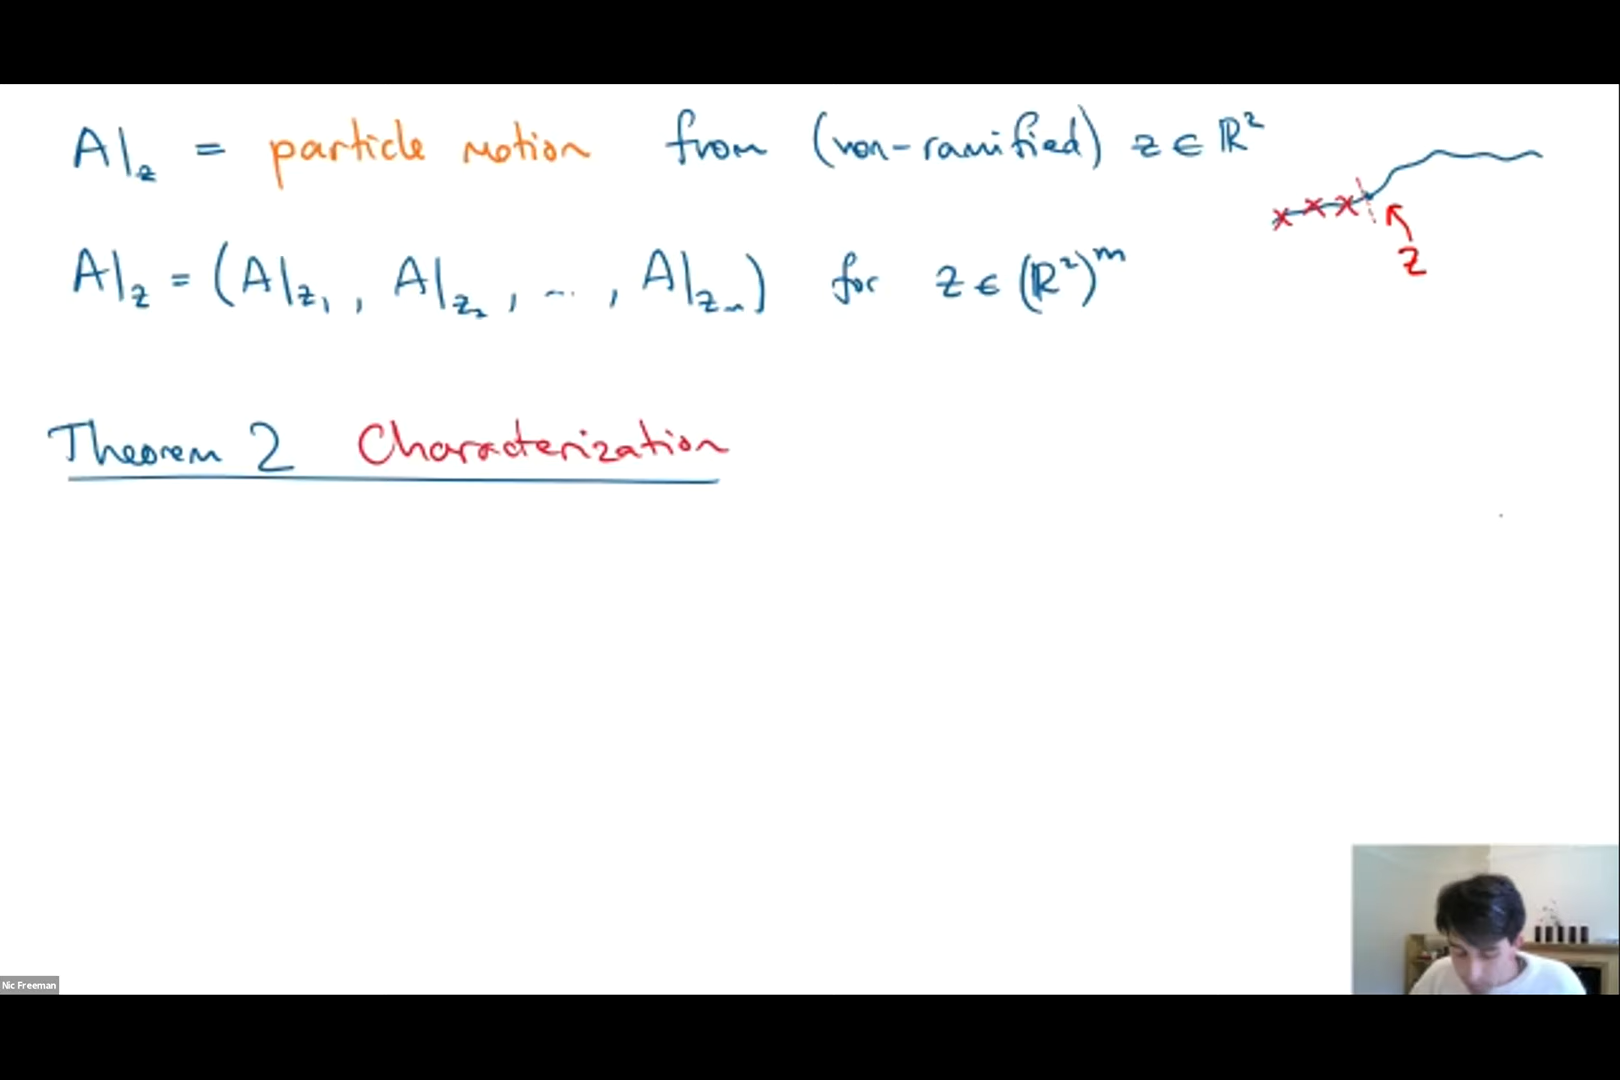 A|z = particle motion from (non-ramified) z ∈ ℝ²
A|z = (A|z₁, A|z₂, ..., A|zₘ) for z ∈ (ℝ²)ᵐ
z
Theorem 2 Characterization
Nic Freeman